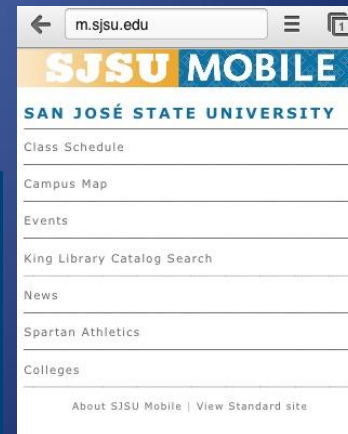 m.sjsu.edu
1
SJSU MOBILE
SAN JOSÉ STATE UNIVERSITY
Class Schedule
Campus Map
Events
King Library Catalog Search
News
Spartan Athletics
Colleges
About SJSU Mobile | View Standard site